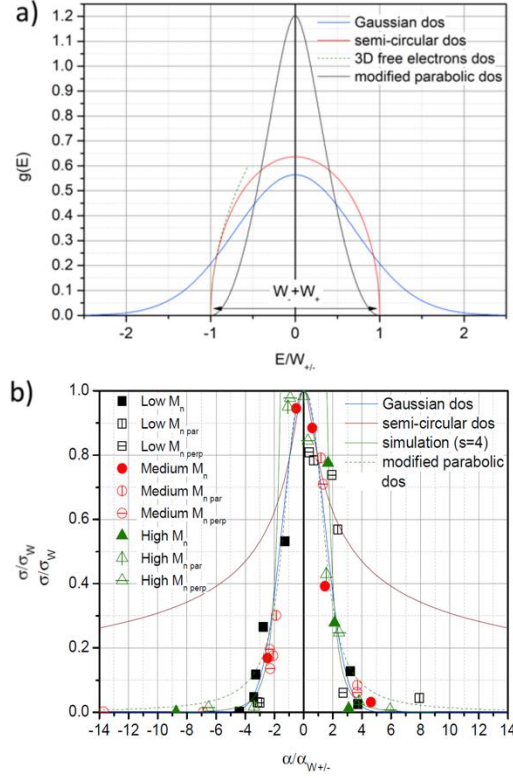 a)
Gaussian dos
semi-circular dos
3D free electrons dos
modified parabolic dos
g(E)
1.2
1.1
1.0
0.9
0.8
0.7
0.6
0.5
0.4
0.3
0.2
0.1
0.0
W₋+W₊
-2 -1 0 1 2
E/W+/-
b)
Low Mn
Low Mn par
Low Mn perp
Medium Mn
Medium Mn par
Medium Mn perp
High Mn
High Mn par
High Mn perp
Gaussian dos
semi-circular dos
simulation (s=4)
modified parabolic
dos
σ/σW
σ/σW
1.0
0.8
0.6
0.4
0.2
0.0
-14 -12 -10 -8 -6 -4 -2 0 2 4 6 8 10 12 14
α/αW+/-